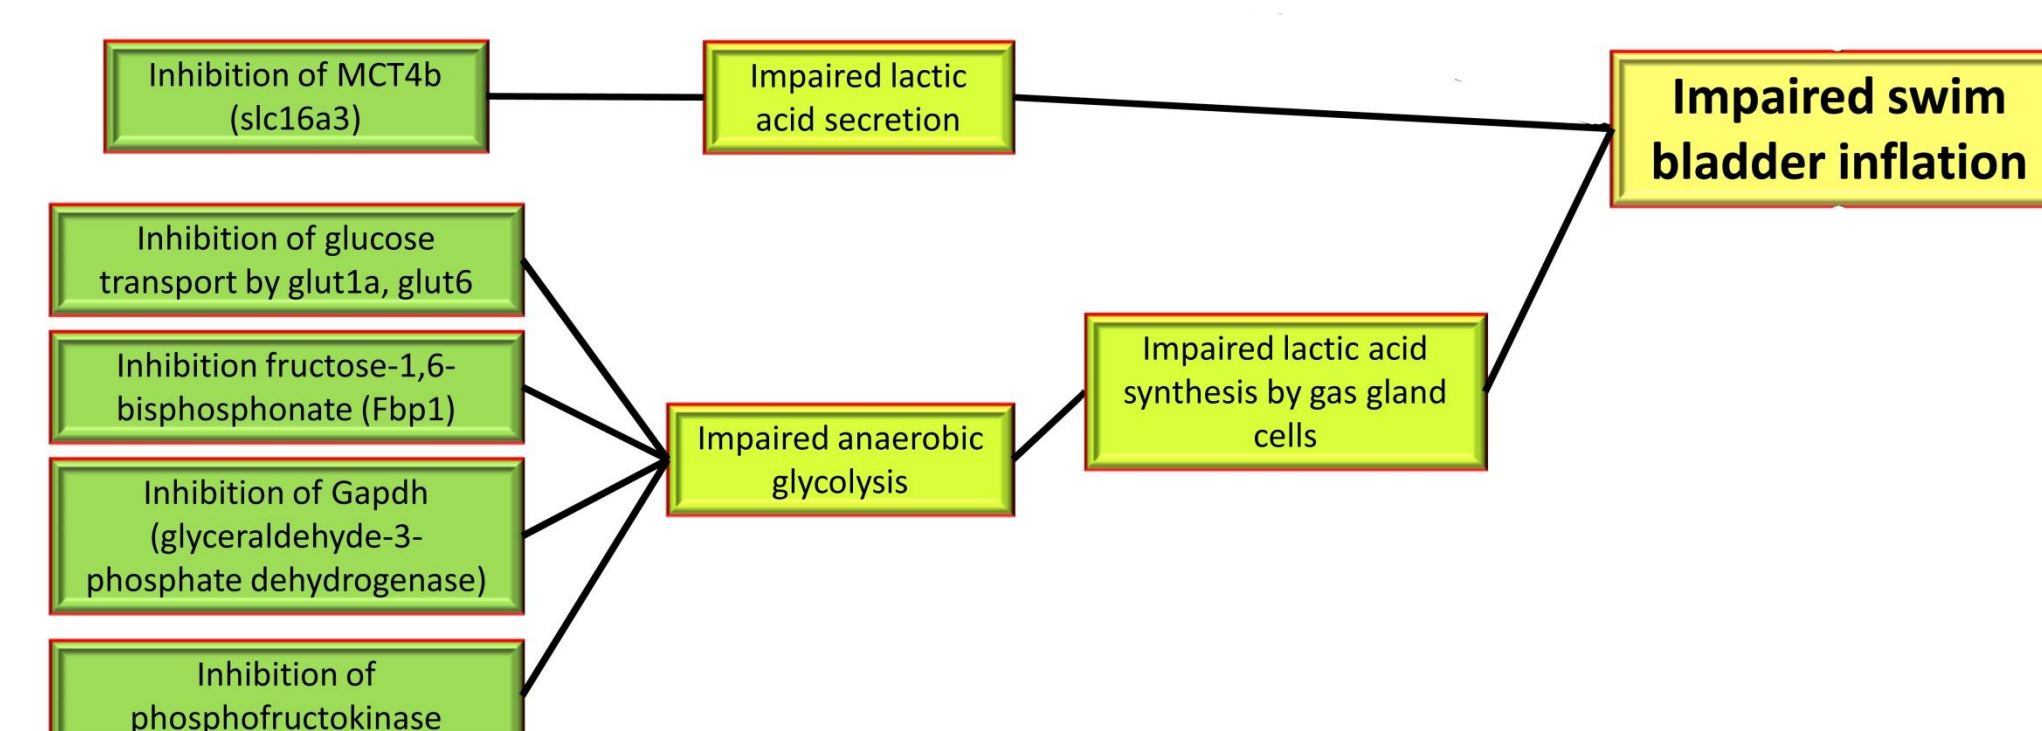 Inhibition of MCT4b
(slc16a3)
Impaired lactic
acid secretion
Impaired swim
bladder inflation
Inhibition of glucose
transport by glut1a, glut6
Inhibition fructose-1,6-
bisphosphonate (Fbp1)
Impaired lactic acid
synthesis by gas gland
cells
Impaired anaerobic
glycolysis
Inhibition of Gapdh
(glyceraldehyde-3-
phosphate dehydrogenase)
Inhibition of
phosphofructokinase